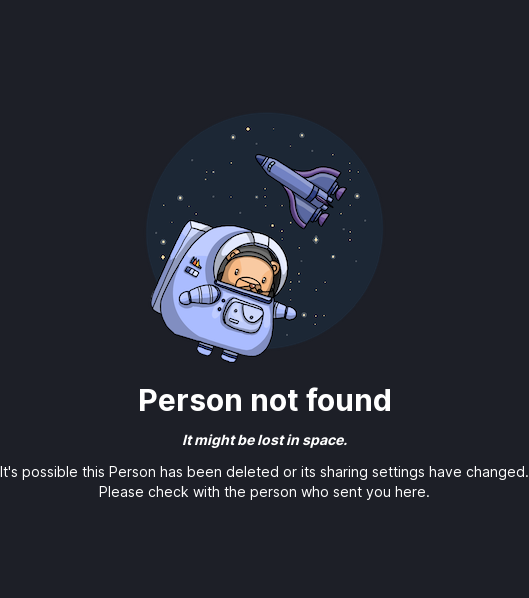 Person not found
It might be lost in space.
It's possible this Person has been deleted or its sharing settings have changed.
Please check with the person who sent you here.